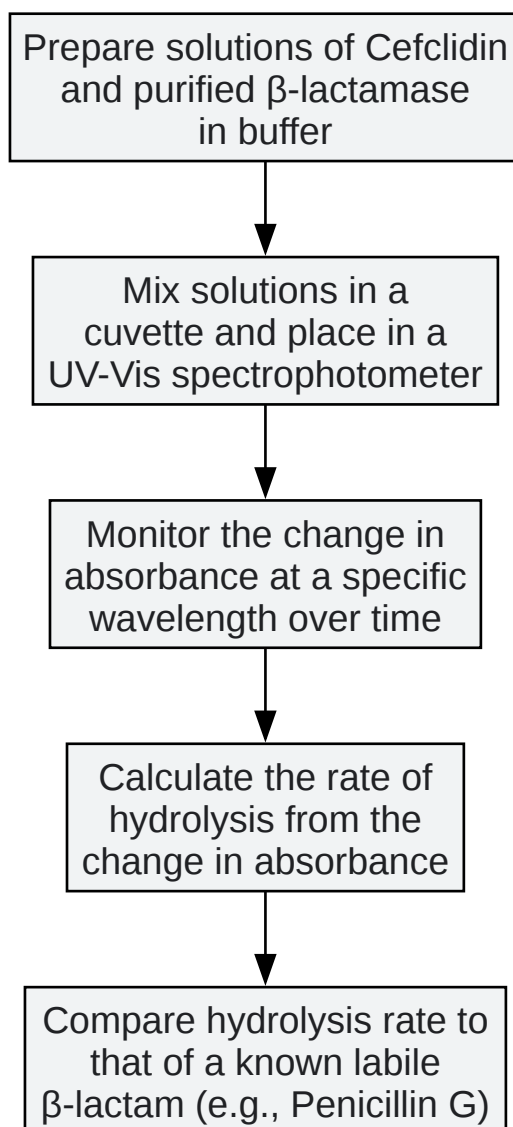 Prepare solutions of Cefclidin
and purified β-lactamase
in buffer
Mix solutions in a
cuvette and place in a
UV-Vis spectrophotometer
Monitor the change in
absorbance at a specific
wavelength over time
Calculate the rate of
hydrolysis from the
change in absorbance
Compare hydrolysis rate to
that of a known labile
β-lactam (e.g., Penicillin G)